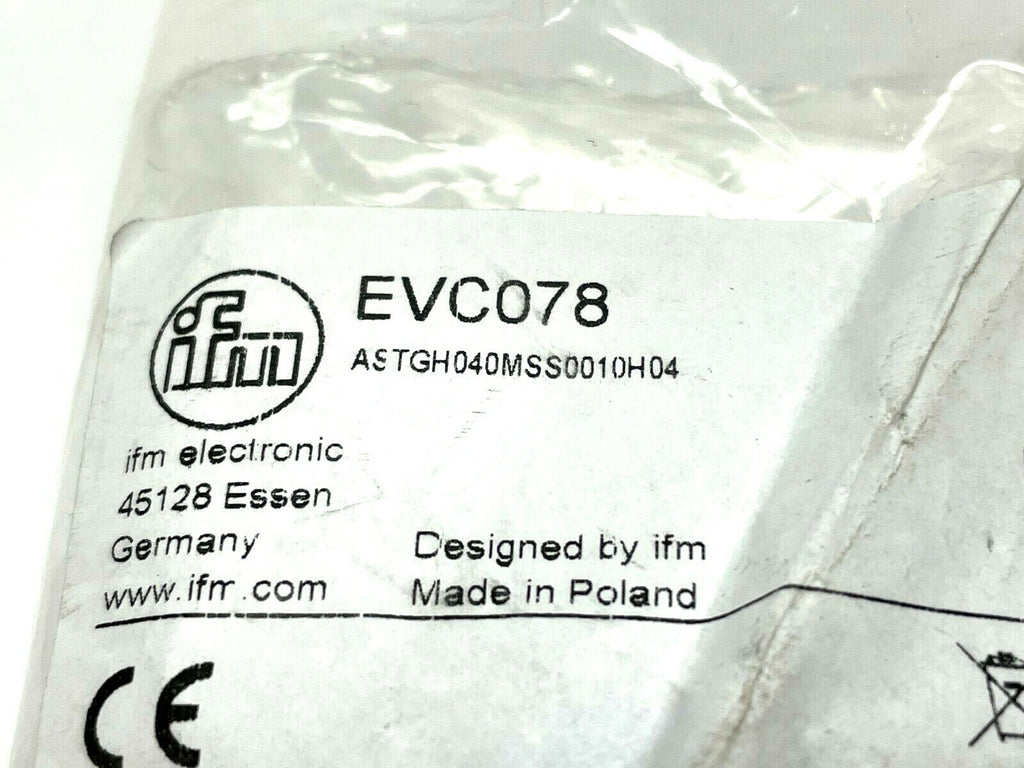 ifm
EVC078
ASTGH040MSS0010H04
ifm electronic
45128 Essen
Germany
www.ifm.com
Designed by ifm
Made in Poland
CE